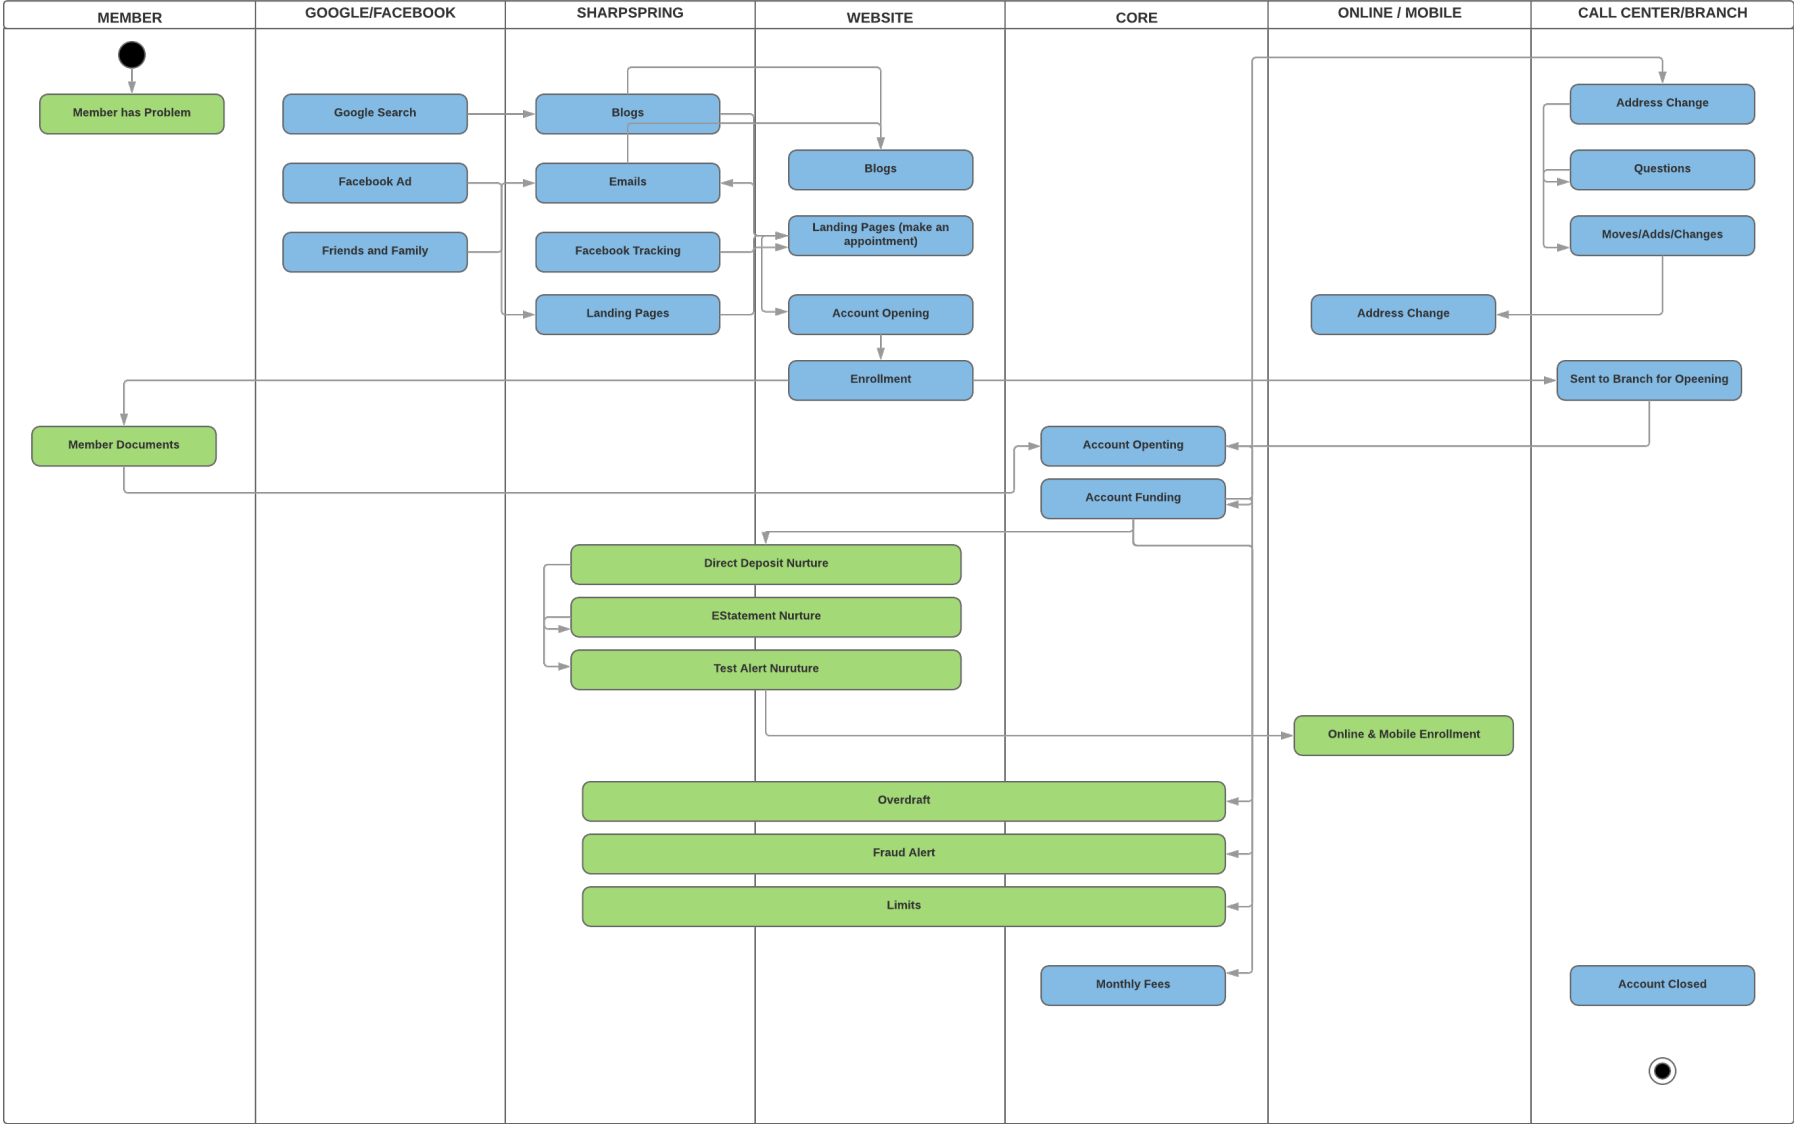 MEMBER
GOOGLE/FACEBOOK
SHARPSPRING
WEBSITE
CORE
ONLINE / MOBILE
CALL CENTER/BRANCH
Member has Problem
Google Search
Blogs
Address Change
Facebook Ad
Emails
Blogs
Questions
Friends and Family
Facebook Tracking
Landing Pages (make an
appointment)
Moves/Adds/Changes
Landing Pages
Account Opening
Address Change
Enrollment
Sent to Branch for Opeening
Member Documents
Account Openting
Account Funding
Direct Deposit Nurture
EStatement Nurture
Test Alert Nuruture
Online & Mobile Enrollment
Overdraft
Fraud Alert
Limits
Monthly Fees
Account Closed